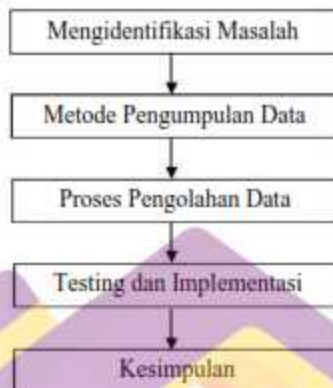 Mengidentifikasi Masalah
Metode Pengumpulan Data
Proses Pengolahan Data
Testing dan Implementasi
Kesimpulan